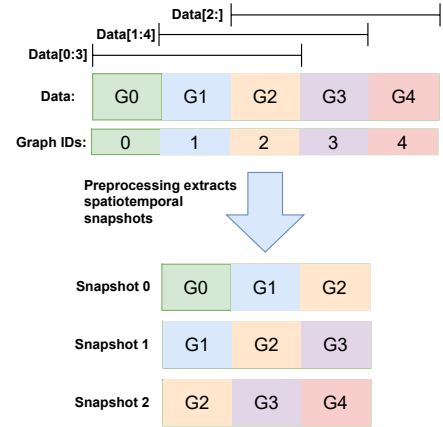 Data[2:]
Data[1:4]
Data[0:3]
Data: G0 G1 G2 G3 G4
Graph IDs: 0 1 2 3 4
Preprocessing extracts
spatiotemporal
snapshots
Snapshot 0 G0 G1 G2
Snapshot 1 G1 G2 G3
Snapshot 2 G2 G3 G4